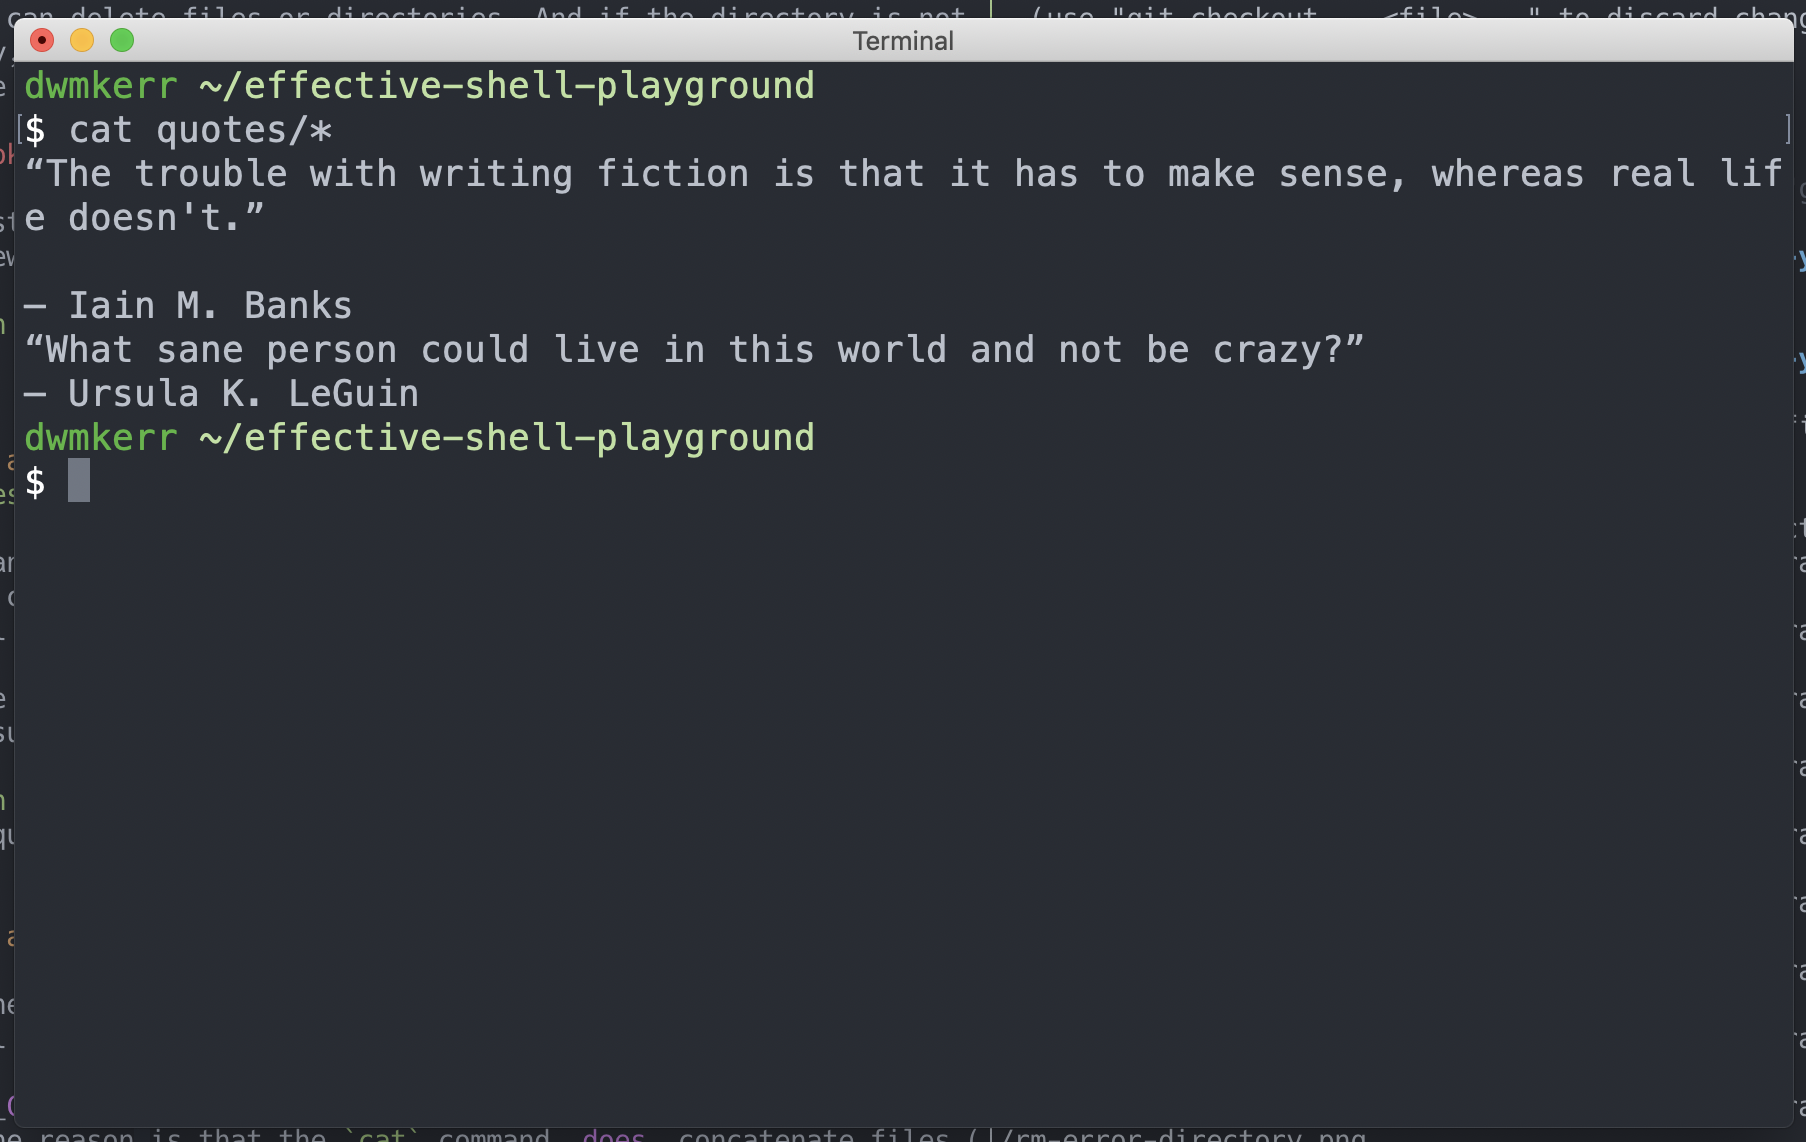 can delete files or directories. And if the directory is not (use "git checkout -- <file>..." to discard
Terminal
dwmkerr ~/effective-shell-playground
[$ cat quotes/* ]
“The trouble with writing fiction is that it has to make sense, whereas real lif
e doesn't.”
— Iain M. Banks
“What sane person could live in this world and not be crazy?”
— Ursula K. LeGuin
dwmkerr ~/effective-shell-playground
$
reason is that the `cat` command _does_ concatenate files (./rm-error-directory.png